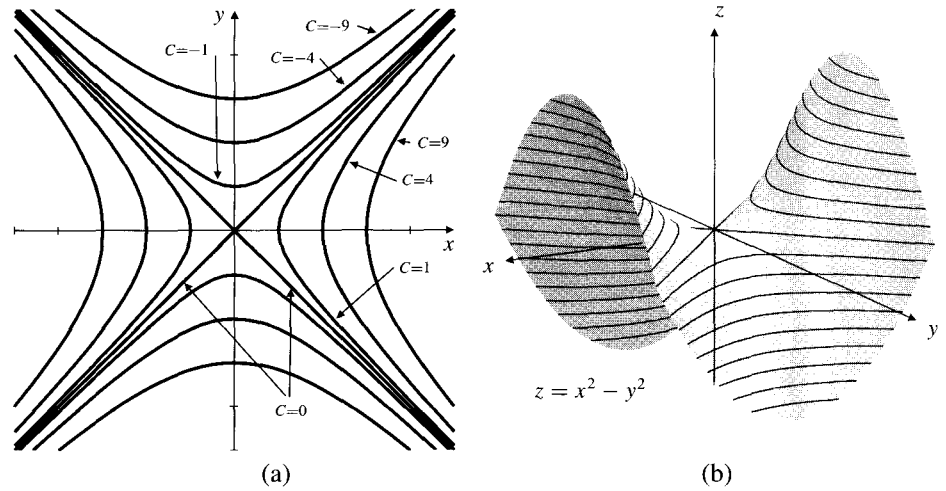 y
C=−9
C=−1
C=−4
C=9
C=4
x
C=1
C=0
(a)
z
x
y
z = x² − y²
(b)